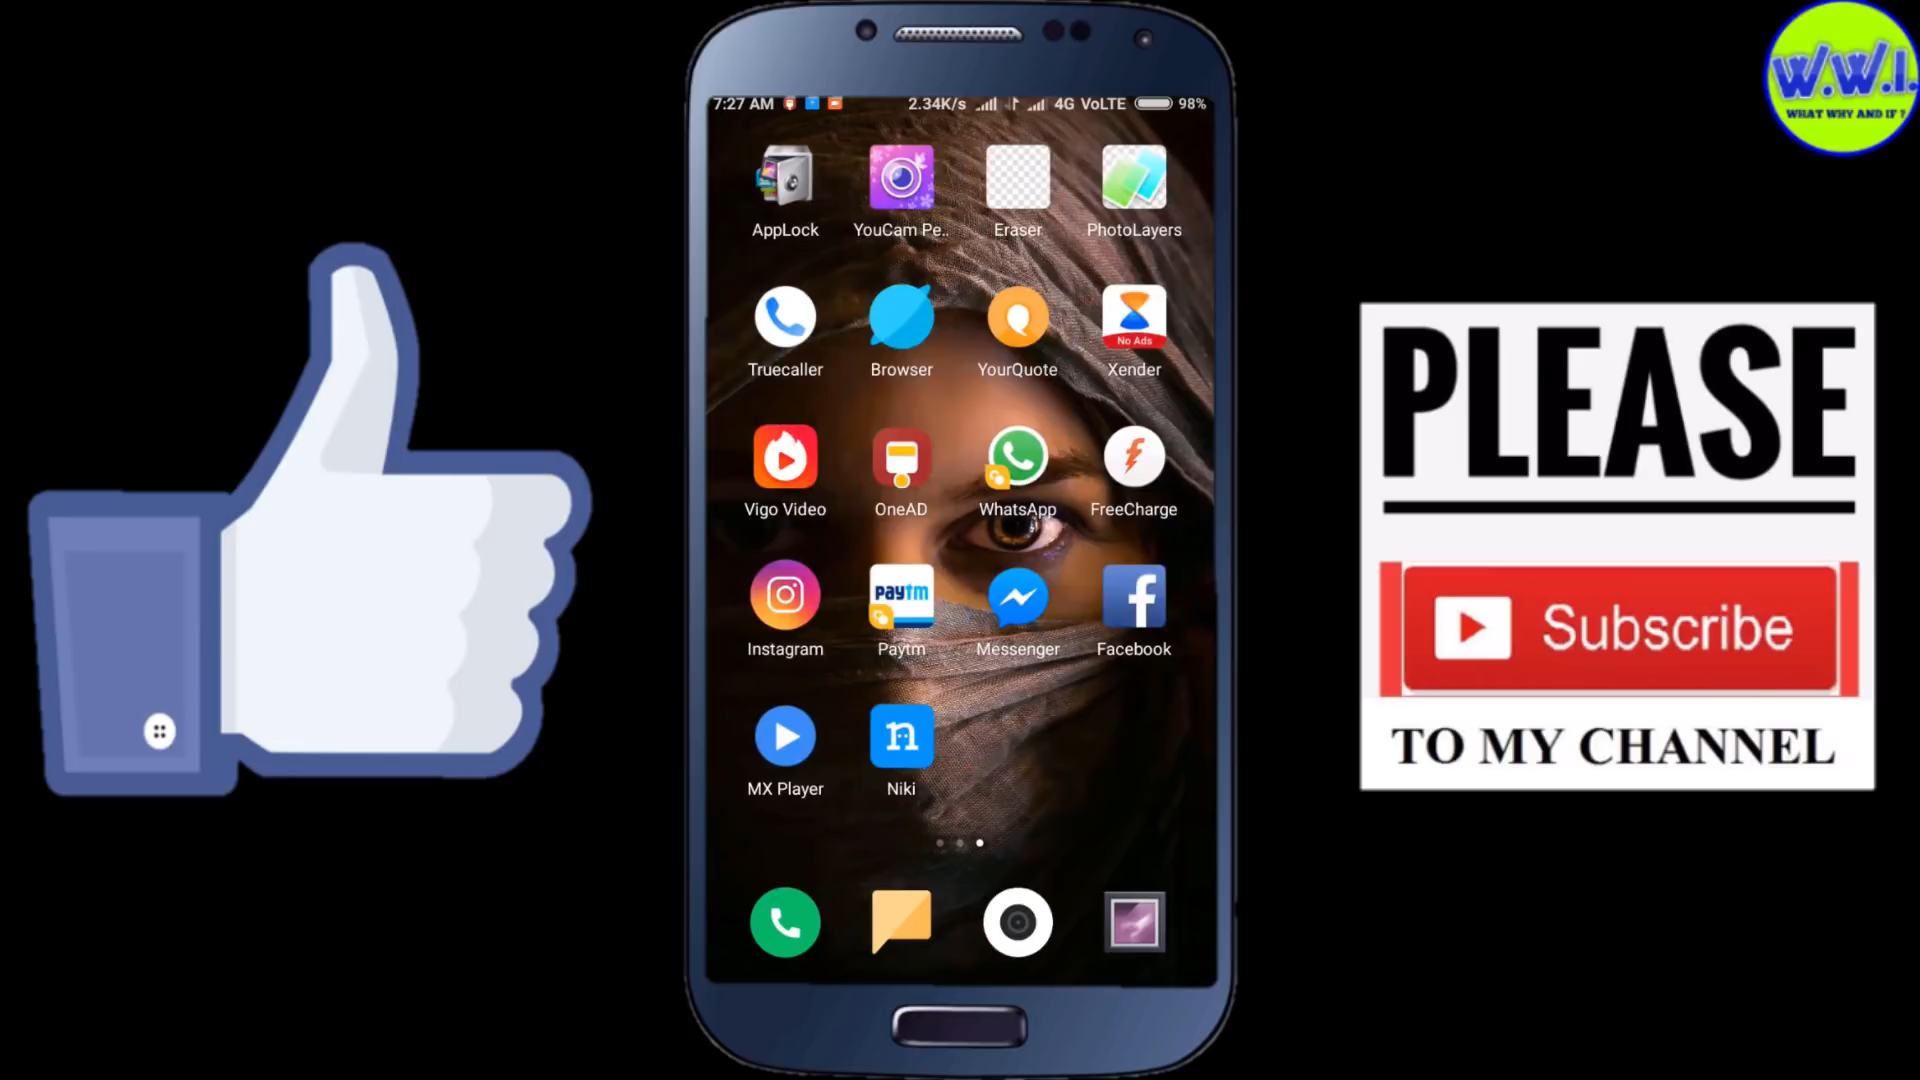 W.W.I.
WHAT WHY AND IF ?
7:27 AM 2.34K/s 4G VoLTE 98%
AppLock YouCam Pe.. Eraser PhotoLayers
No Ads
Truecaller Browser YourQuote Xender
Vigo Video OneAD WhatsApp FreeCharge
paytm
Instagram Paytm Messenger Facebook
n
MX Player Niki
PLEASE
Subscribe
TO MY CHANNEL